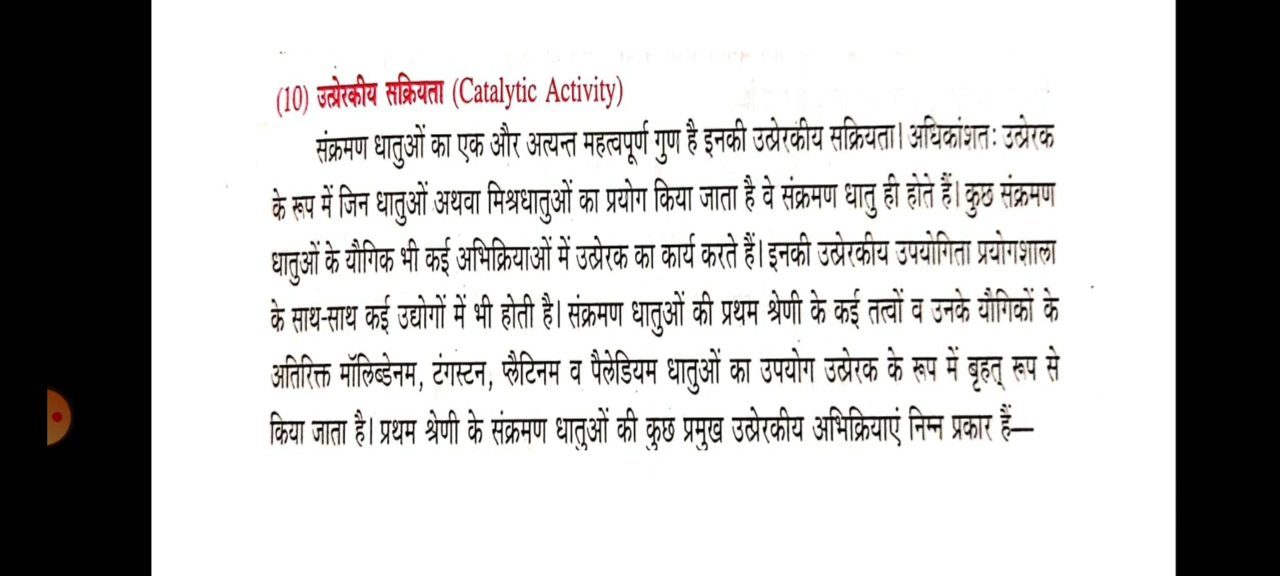 (10) उत्प्रेरकीय सक्रियता (Catalytic Activity)
संक्रमण धातुओं का एक और अत्यन्त महत्वपूर्ण गुण है इनकी उत्प्रेरकीय सक्रियता। अधिकांशतः उत्प्रेरक
के रूप में जिन धातुओं अथवा मिश्रधातुओं का प्रयोग किया जाता है वे संक्रमण धातु ही होते हैं। कुछ संक्रमण
धातुओं के यौगिक भी कई अभिक्रियाओं में उत्प्रेरक का कार्य करते हैं। इनकी उत्प्रेरकीय उपयोगिता प्रयोगशाला
के साथ-साथ कई उद्योगों में भी होती है। संक्रमण धातुओं की प्रथम श्रेणी के कई तत्वों व उनके यौगिकों के
अतिरिक्त मॉलिब्डेनम, टंगस्टन, प्लैटिनम व पैलेडियम धातुओं का उपयोग उत्प्रेरक के रूप में बृहत् रूप से
किया जाता है। प्रथम श्रेणी के संक्रमण धातुओं की कुछ प्रमुख उत्प्रेरकीय अभिक्रियाएं निम्न प्रकार हैं—